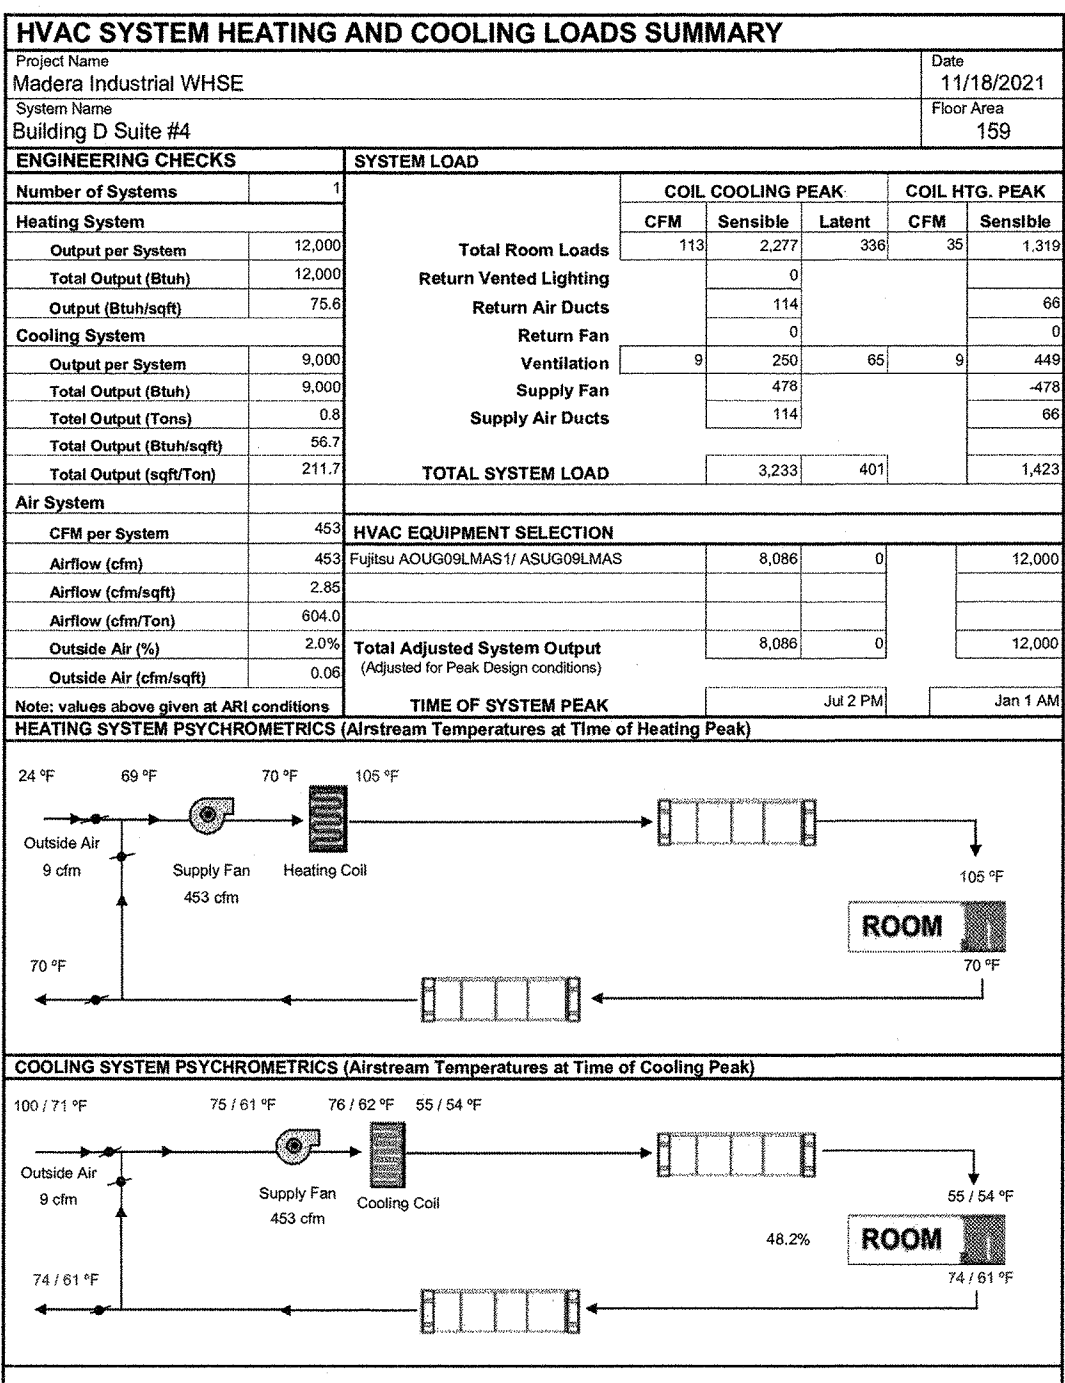 HVAC SYSTEM HEATING AND COOLING LOADS SUMMARY
Project Name
Date
Madera Industrial WHSE
11/18/2021
System Name
Floor Area
Building D Suite #4
159
ENGINEERING CHECKS
SYSTEM LOAD
Number of Systems 1
COIL COOLING PEAK COIL HTG. PEAK
Heating System
CFM Sensible Latent CFM Sensible
Output per System 12,000
Total Room Loads 113 2,277 336 35 1,319
Total Output (Btuh) 12,000
Return Vented Lighting 0
Output (Btuh/sqft) 75.6
Return Air Ducts 114 66
Cooling System
Return Fan 0 0
Output per System 9,000
Ventilation 9 250 65 9 449
Total Output (Btuh) 9,000
Supply Fan 478 -478
Totel Output (Tons) 0.8
Supply Air Ducts 114 66
Total Output (Btuh/sqft) 56.7
Total Output (sqft/Ton) 211.7
TOTAL SYSTEM LOAD 3,233 401 1,423
Air System
CFM per System 453
HVAC EQUIPMENT SELECTION
Airflow (cfm) 453
Fujitsu AOUG09LMAS1/ ASUG09LMAS 8,086 0 12,000
Airflow (cfm/sqft) 2.85
Airflow (cfm/Ton) 604.0
Outside Air (%) 2.0%
Total Adjusted System Output 8,086 0 12,000
(Adjusted for Peak Design conditions)
Outside Air (cfm/sqft) 0.06
Note: values above given at ARI conditions
TIME OF SYSTEM PEAK Jul 2 PM Jan 1 AM
HEATING SYSTEM PSYCHROMETRICS (Airstream Temperatures at Time of Heating Peak)
24 ºF 69 ºF 70 ºF 105 ºF
Outside Air
9 cfm
Supply Fan
453 cfm
Heating Coil
105 ºF
ROOM
70 ºF
70 ºF
COOLING SYSTEM PSYCHROMETRICS (Airstream Temperatures at Time of Cooling Peak)
100 / 71 ºF 75 / 61 ºF 76 / 62 ºF 55 / 54 ºF
Outside Air
9 cfm
Supply Fan
453 cfm
Cooling Coil
55 / 54 ºF
48.2%
ROOM
74 / 61 ºF
74 / 61 ºF